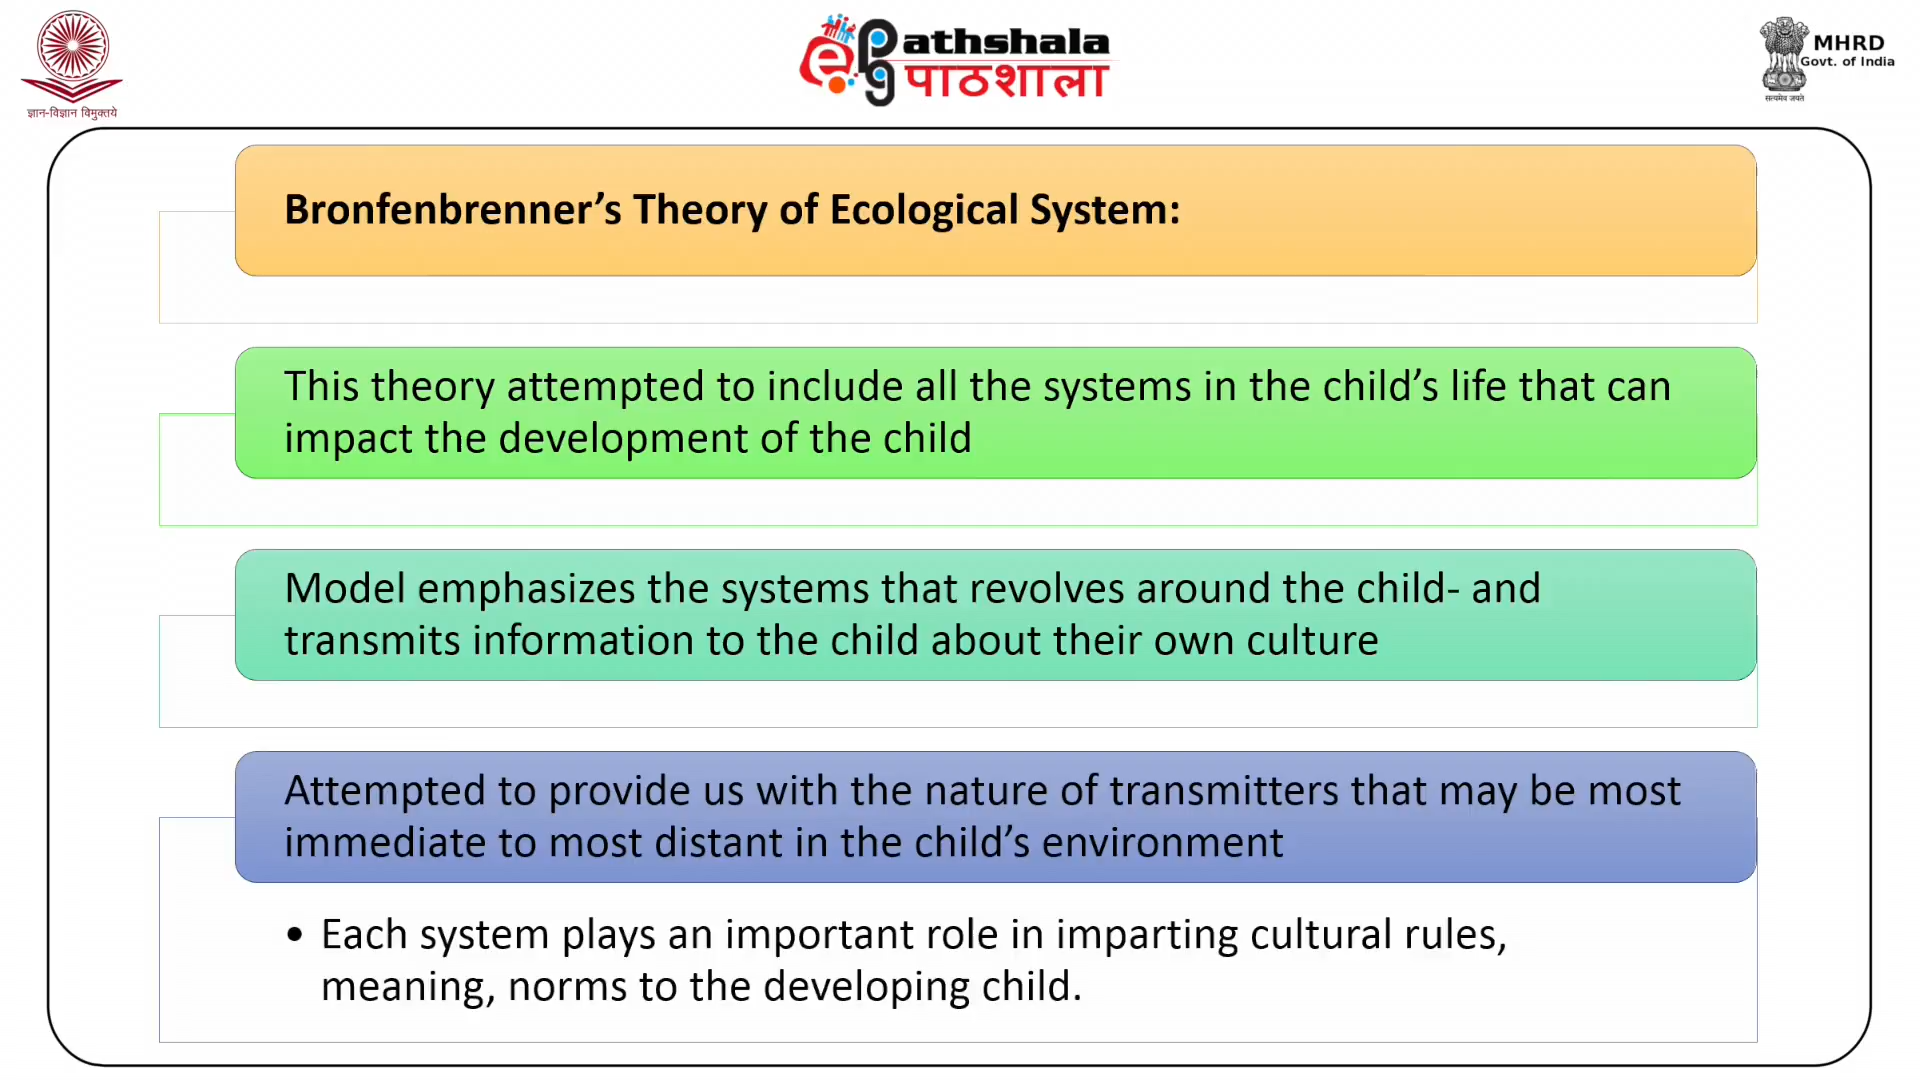 ज्ञान-विज्ञान विमुक्तये
e
PG
athshala
पाठशाला
MHRD
Govt. of India
सत्यमेव जयते
Bronfenbrenner’s Theory of Ecological System:
This theory attempted to include all the systems in the child’s life that can
impact the development of the child
Model emphasizes the systems that revolves around the child- and
transmits information to the child about their own culture
Attempted to provide us with the nature of transmitters that may be most
immediate to most distant in the child’s environment
• Each system plays an important role in imparting cultural rules,
meaning, norms to the developing child.